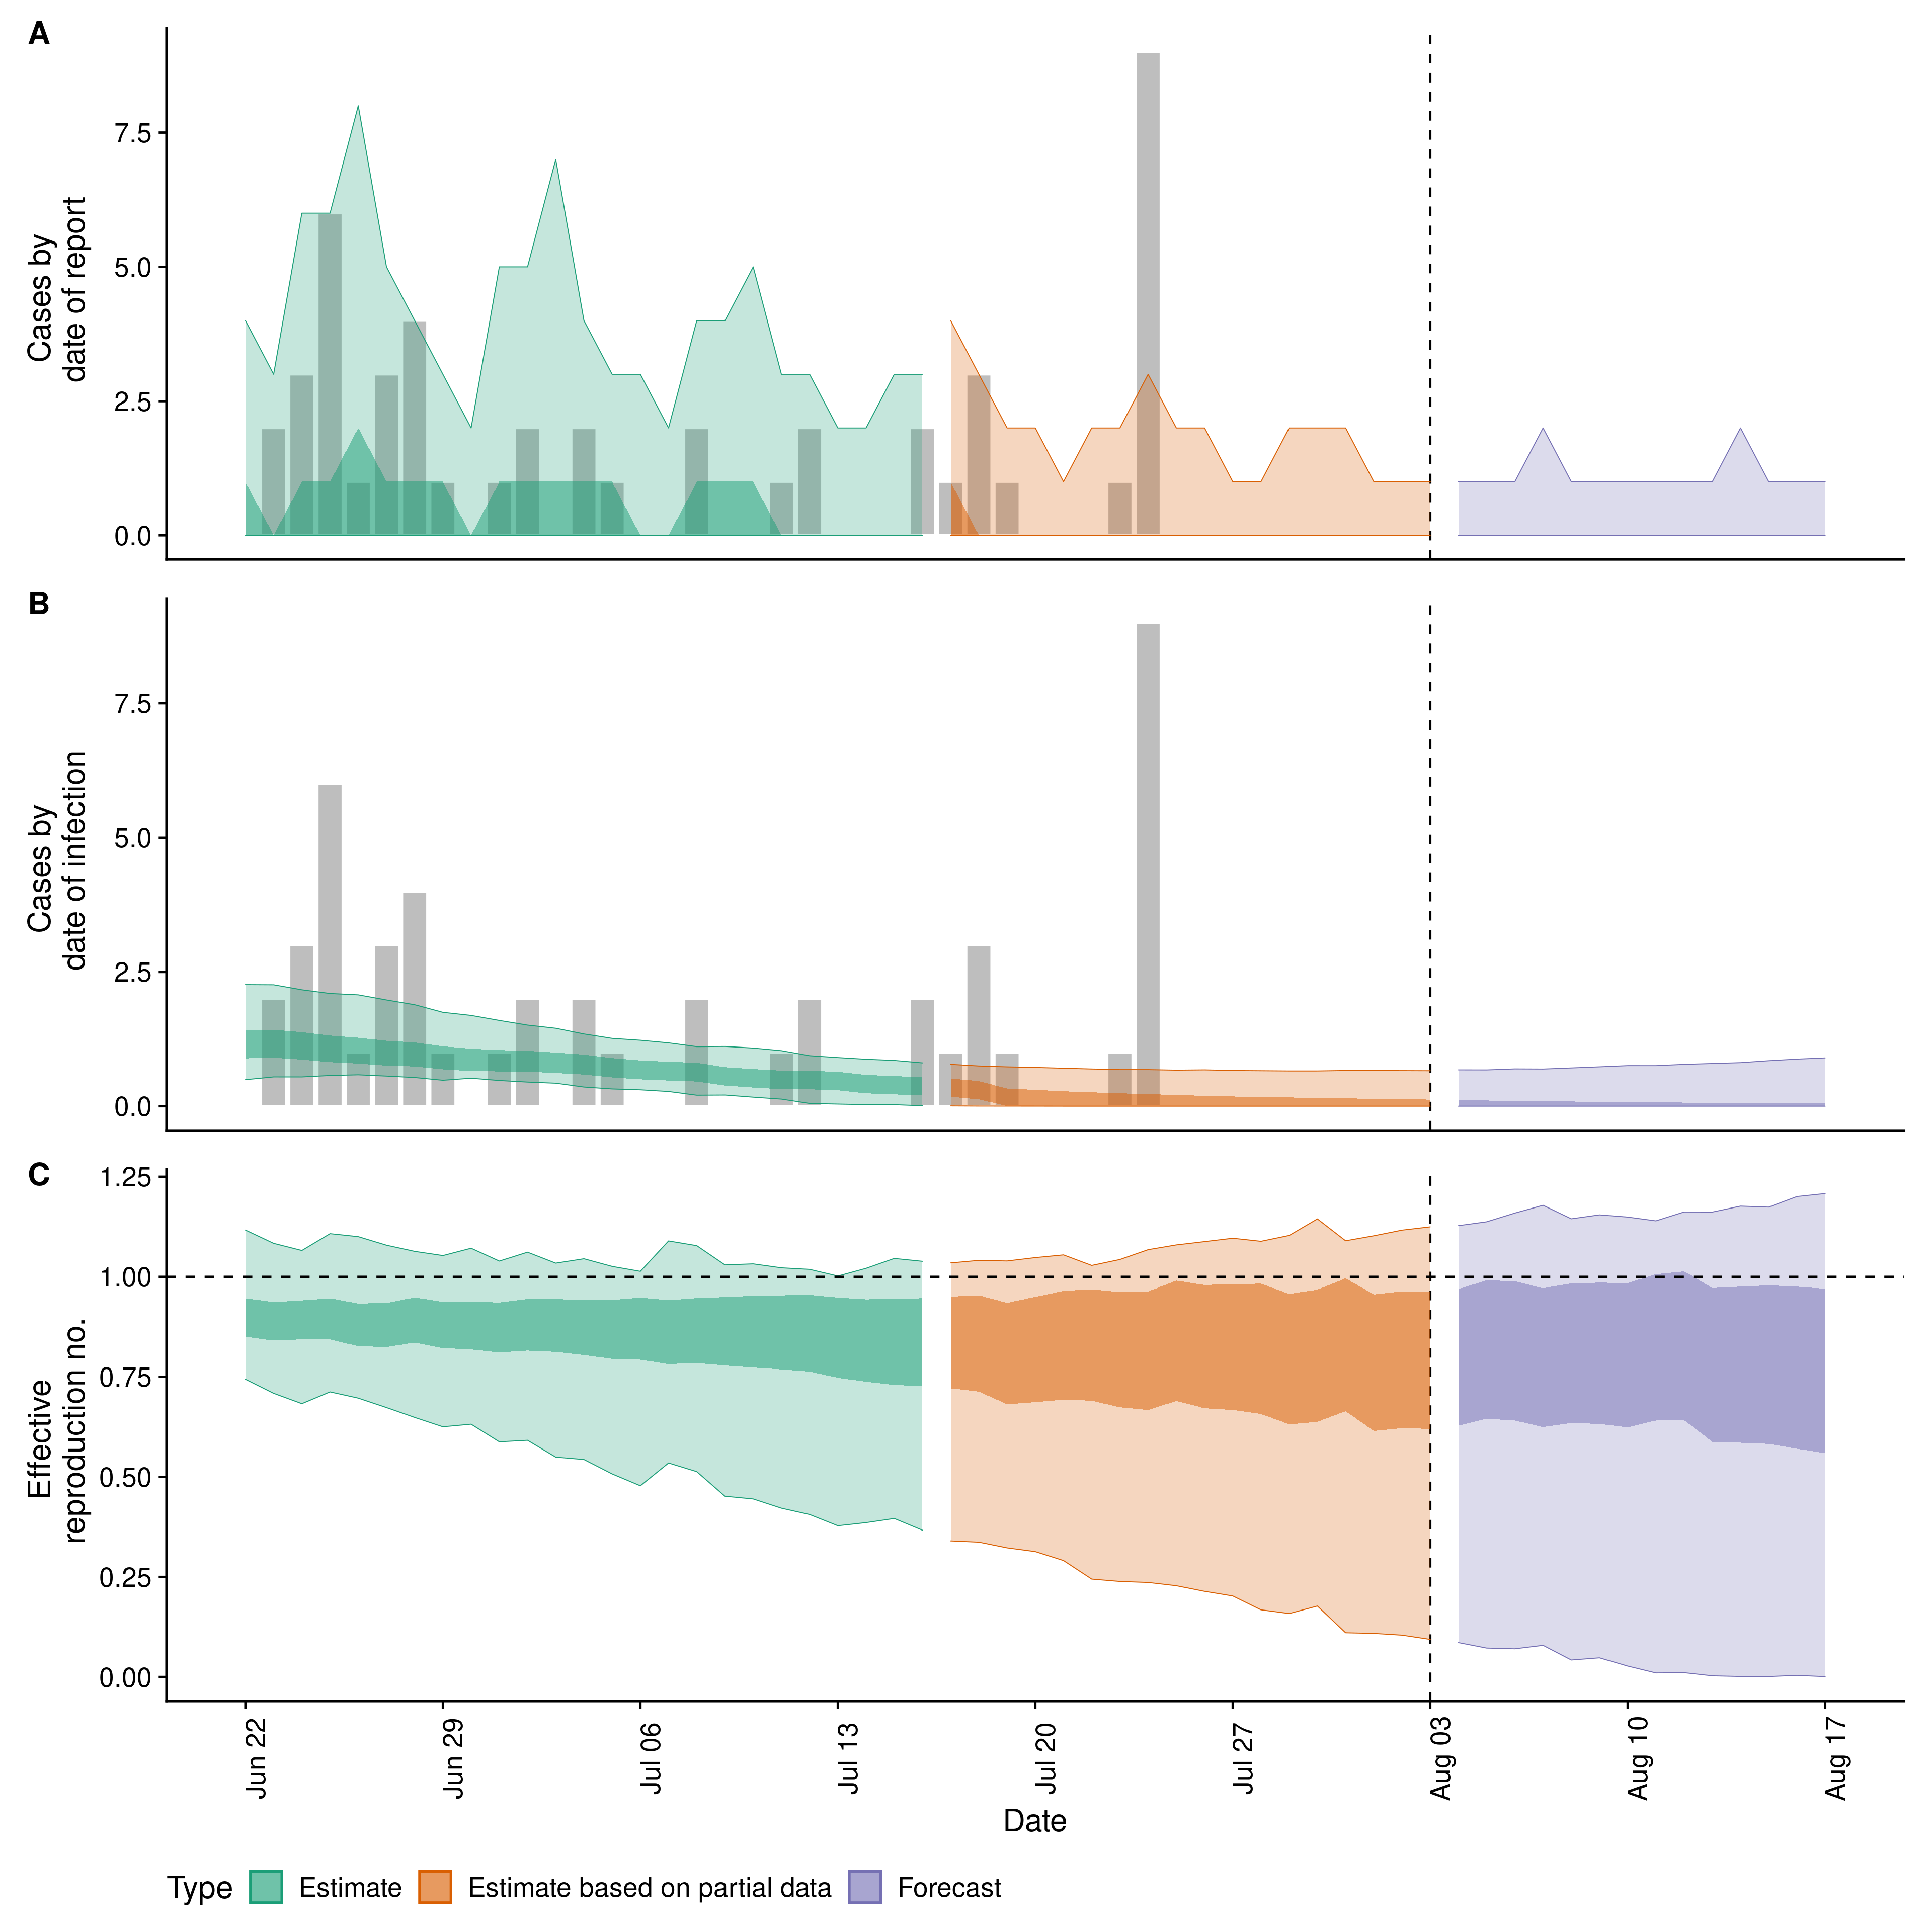 A
Cases by
date of report
7.5
5.0
2.5
0.0
B
Cases by
date of infection
7.5
5.0
2.5
0.0
C
Effective
reproduction no.
1.25
1.00
0.75
0.50
0.25
0.00
Jun 22
Jun 29
Jul 06
Jul 13
Jul 20
Jul 27
Aug 03
Aug 10
Aug 17
Date
Type Estimate Estimate based on partial data Forecast